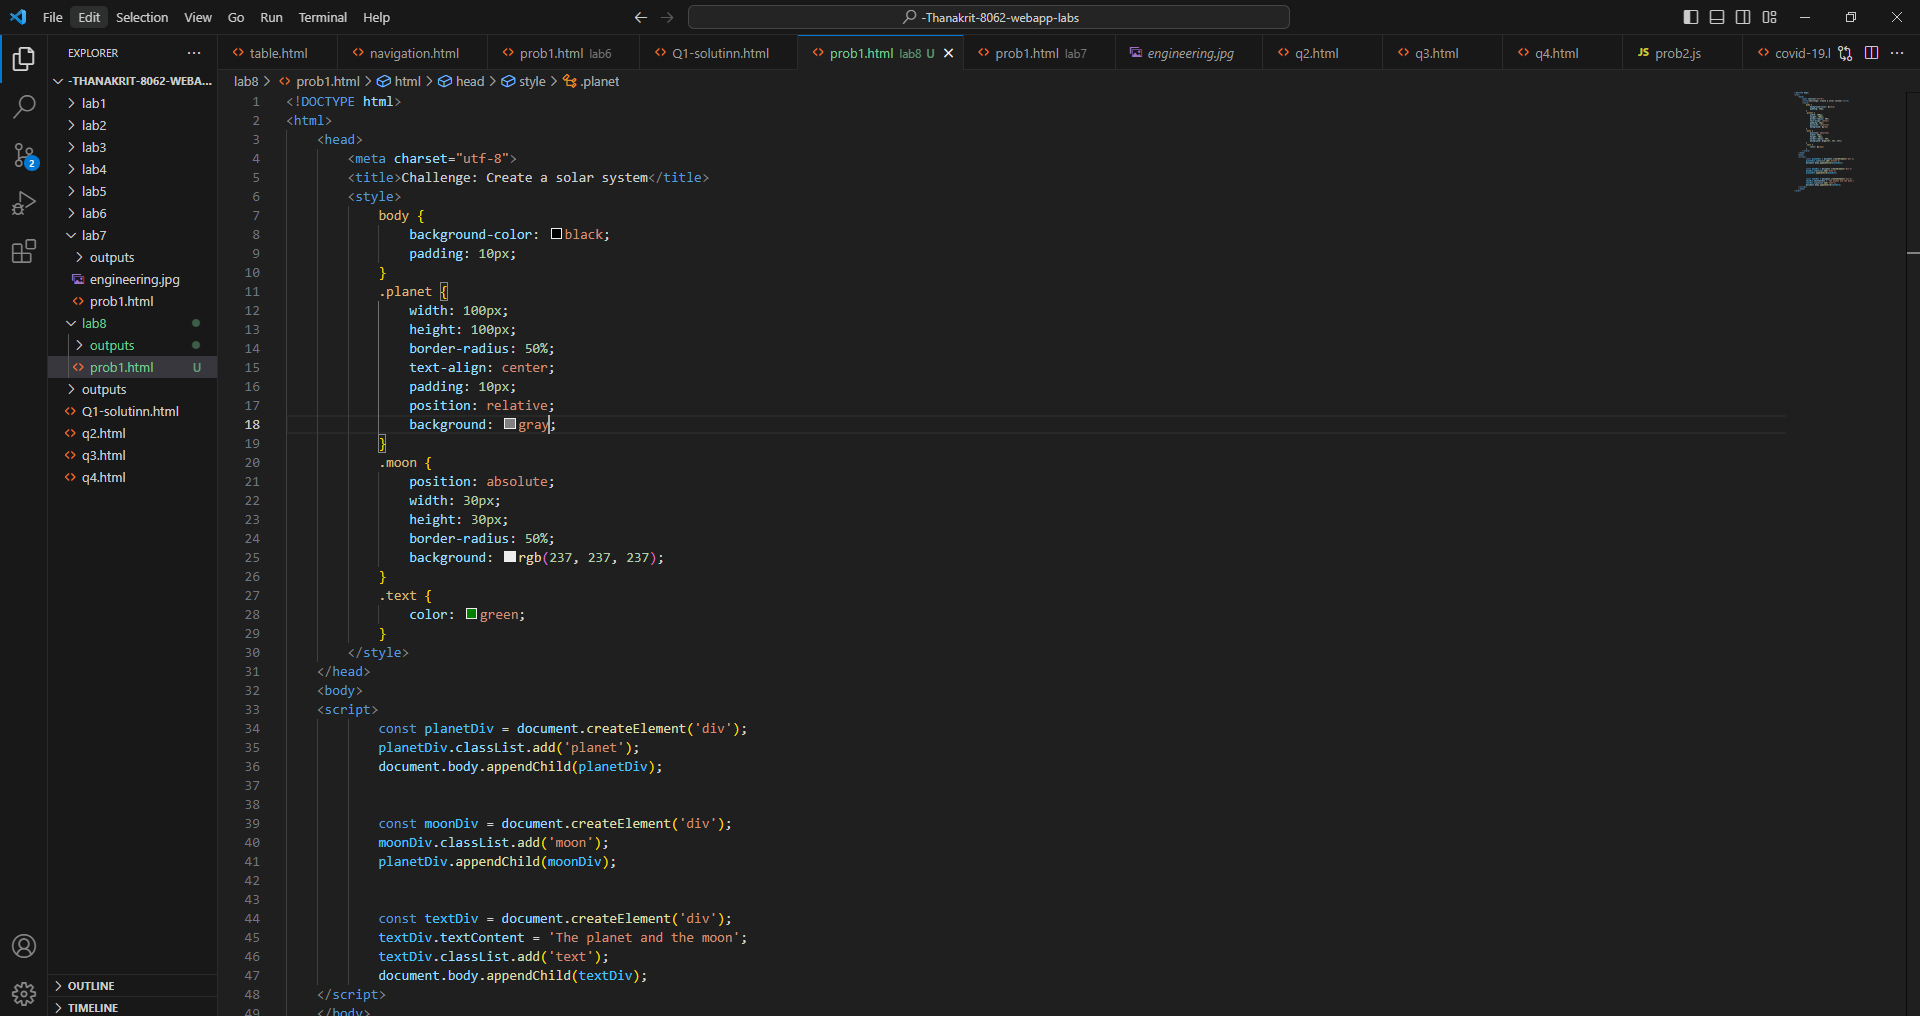 File Edit Selection View Go Run Terminal Help
-Thanakrit-8062-webapp-labs
EXPLORER
table.html
navigation.html
prob1.html lab6
Q1-solutinn.html
prob1.html lab8 U
prob1.html lab7
engineering.jpg
q2.html
q3.html
q4.html
JS prob2.js
covid-19.l
-THANAKRIT-8062-WEBA...
lab1
lab2
lab3
lab4
lab5
lab6
lab7
outputs
engineering.jpg
prob1.html
lab8
outputs
prob1.html U
outputs
Q1-solutinn.html
q2.html
q3.html
q4.html
OUTLINE
TIMELINE
2
lab8 > prob1.html > html > head > style > .planet
1 <!DOCTYPE html>
2 <html>
3 <head>
4 <meta charset="utf-8">
5 <title>Challenge: Create a solar system</title>
6 <style>
7 body {
8 background-color: black;
9 padding: 10px;
10 }
11 .planet {
12 width: 100px;
13 height: 100px;
14 border-radius: 50%;
15 text-align: center;
16 padding: 10px;
17 position: relative;
18 background: gray;
19 }
20 .moon {
21 position: absolute;
22 width: 30px;
23 height: 30px;
24 border-radius: 50%;
25 background: rgb(237, 237, 237);
26 }
27 .text {
28 color: green;
29 }
30 </style>
31 </head>
32 <body>
33 <script>
34 const planetDiv = document.createElement('div');
35 planetDiv.classList.add('planet');
36 document.body.appendChild(planetDiv);
37
38
39 const moonDiv = document.createElement('div');
40 moonDiv.classList.add('moon');
41 planetDiv.appendChild(moonDiv);
42
43
44 const textDiv = document.createElement('div');
45 textDiv.textContent = 'The planet and the moon';
46 textDiv.classList.add('text');
47 document.body.appendChild(textDiv);
48 </script>
49 </body>